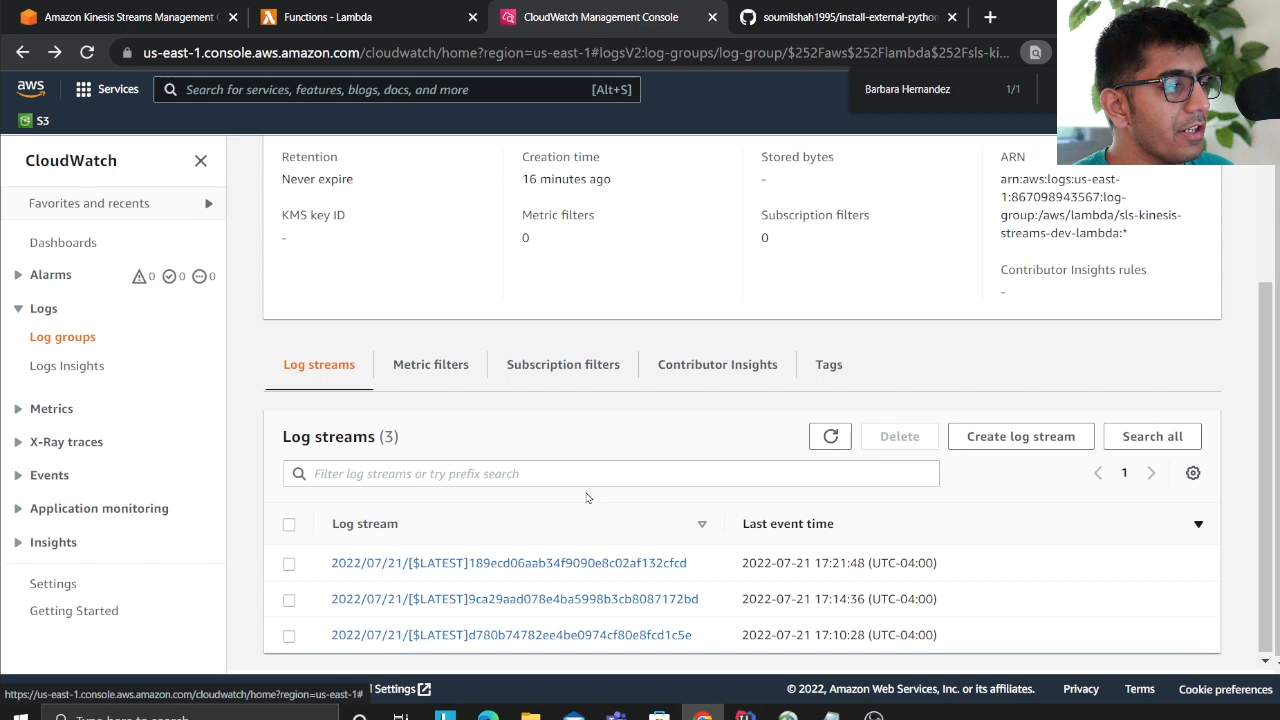 Amazon Kinesis Streams Management
Functions - Lambda
CloudWatch Management Console
soumilshah1995/install-external-python
us-east-1.console.aws.amazon.com/cloudwatch/home?region=us-east-1#logsV2:log-groups/log-group/$252Faws$252Flambda$252Fsls-kin...
aws
Services
Search for services, features, blogs, docs, and more
[Alt+S]
Barbara Hernandez
1/1
S3
CloudWatch
Favorites and recents
Dashboards
Alarms
0
0
0
Logs
Log groups
Logs Insights
Metrics
X-Ray traces
Events
Application monitoring
Insights
Settings
Getting Started
Retention
Never expire
KMS key ID
-
Creation time
16 minutes ago
Metric filters
0
Stored bytes
-
Subscription filters
0
ARN
arn:aws:logs:us-east-
1:867098943567:log-
group:/aws/lambda/sls-kinesis-
streams-dev-lambda:*
Contributor Insights rules
-
Log streams
Metric filters
Subscription filters
Contributor Insights
Tags
Log streams (3)
Delete
Create log stream
Search all
Filter log streams or try prefix search
1
Log stream
Last event time
2022/07/21/[$LATEST]189ecd06aab34f9090e8c02af132cfcd
2022-07-21 17:21:48 (UTC-04:00)
2022/07/21/[$LATEST]9ca29aad078e4ba5998b3cb8087172bd
2022-07-21 17:14:36 (UTC-04:00)
2022/07/21/[$LATEST]d780b74782ee4be0974cf80e8fcd1c5e
2022-07-21 17:10:28 (UTC-04:00)
https://us-east-1.console.aws.amazon.com/cloudwatch/home?region=us-east-1#
Settings
© 2022, Amazon Web Services, Inc. or its affiliates.
Privacy
Terms
Cookie preferences
Type here to search